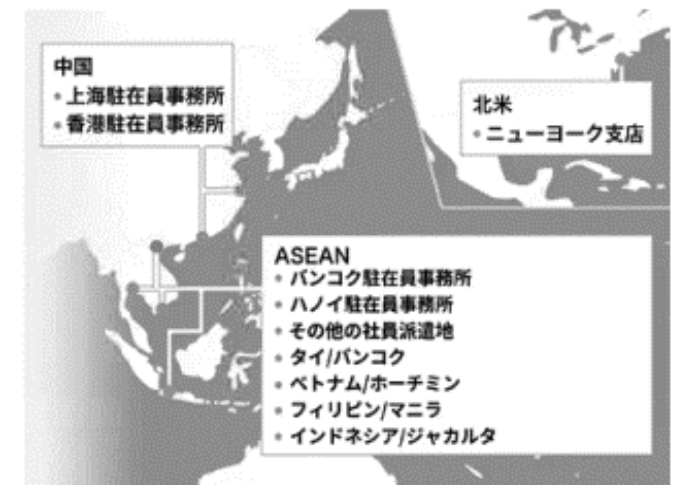 中国
• 上海駐在員事務所
• 香港駐在員事務所
北米
• ニューヨーク支店
ASEAN
• バンコク駐在員事務所
• ハノイ駐在員事務所
• その他の社員派遣地
• タイ/バンコク
• ベトナム/ホーチミン
• フィリピン/マニラ
• インドネシア/ジャカルタ